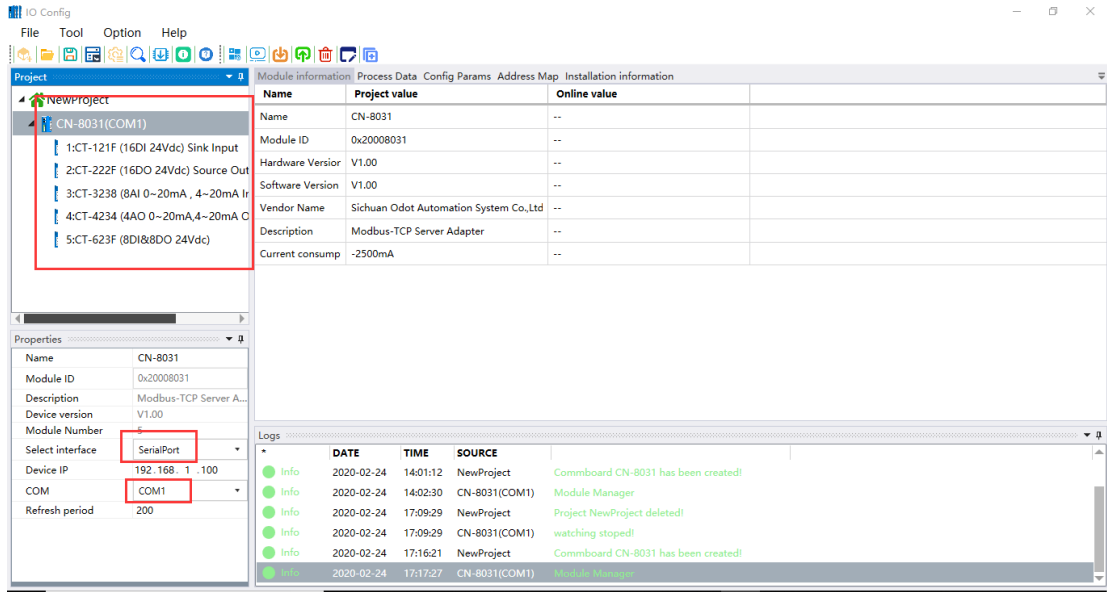 IO Config
File Tool Option Help
Project
NewProject
CN-8031(COM1)
1:CT-121F (16DI 24Vdc) Sink Input
2:CT-222F (16DO 24Vdc) Source Out
3:CT-3238 (8AI 0~20mA , 4~20mA Ir
4:CT-4234 (4AO 0~20mA,4~20mA O
5:CT-623F (8DI&8DO 24Vdc)
Module information Process Data Config Params Address Map Installation information
Name Project value Online value
Name CN-8031 --
Module ID 0x20008031 --
Hardware Version V1.00 --
Software Version V1.00 --
Vendor Name Sichuan Odot Automation System Co.,Ltd --
Description Modbus-TCP Server Adapter --
Current consump -2500mA --
Properties
Name CN-8031
Module ID 0x20008031
Description Modbus-TCP Server A...
Device version V1.00
Module Number 5
Select interface SerialPort
Device IP 192 .168 . 1 .100
COM COM1
Refresh period 200
Logs
* DATE TIME SOURCE
Info 2020-02-24 14:01:12 NewProject Commboard CN-8031 has been created!
Info 2020-02-24 14:02:30 CN-8031(COM1) Module Manager
Info 2020-02-24 17:09:29 NewProject Project NewProject deleted!
Info 2020-02-24 17:09:29 CN-8031(COM1) watching stoped!
Info 2020-02-24 17:16:21 NewProject Commboard CN-8031 has been created!
Info 2020-02-24 17:17:27 CN-8031(COM1) Module Manager